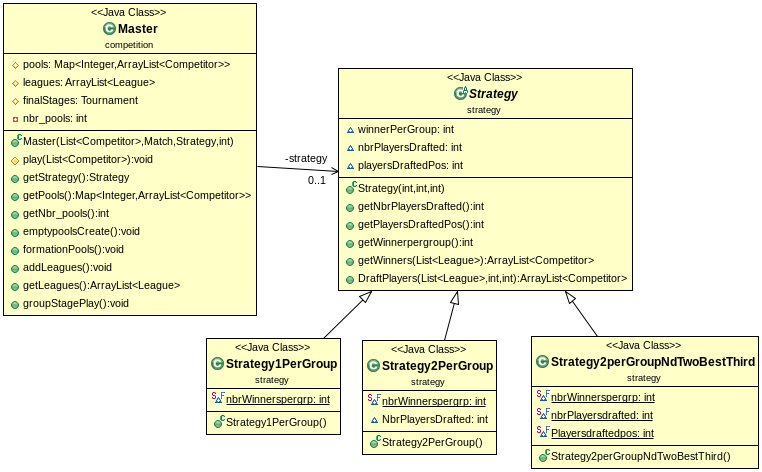 <<Java Class>>
Master
competition
pools: Map<Integer,ArrayList<Competitor>>
leagues: ArrayList<League>
finalStages: Tournament
nbr_pools: int
Master(List<Competitor>,Match,Strategy,int)
play(List<Competitor>):void
getStrategy():Strategy
getPools():Map<Integer,ArrayList<Competitor>>
getNbr_pools():int
emptypoolsCreate():void
formationPools():void
addLeagues():void
getLeagues():ArrayList<League>
groupStagePlay():void
-strategy
0..1
<<Java Class>>
Strategy
strategy
winnerPerGroup: int
nbrPlayersDrafted: int
playersDraftedPos: int
Strategy(int,int,int)
getNbrPlayersDrafted():int
getPlayersDraftedPos():int
getWinnerpergroup():int
getWinners(List<League>):ArrayList<Competitor>
DraftPlayers(List<League>,int,int):ArrayList<Competitor>
<<Java Class>>
Strategy1PerGroup
strategy
nbrWinnerspergrp: int
Strategy1PerGroup()
<<Java Class>>
Strategy2PerGroup
strategy
nbrWinnerspergrp: int
NbrPlayersDrafted: int
Strategy2PerGroup()
<<Java Class>>
Strategy2perGroupNdTwoBestThird
strategy
nbrWinnerspergrp: int
nbrPlayersdrafted: int
Playersdraftedpos: int
Strategy2perGroupNdTwoBestThird()